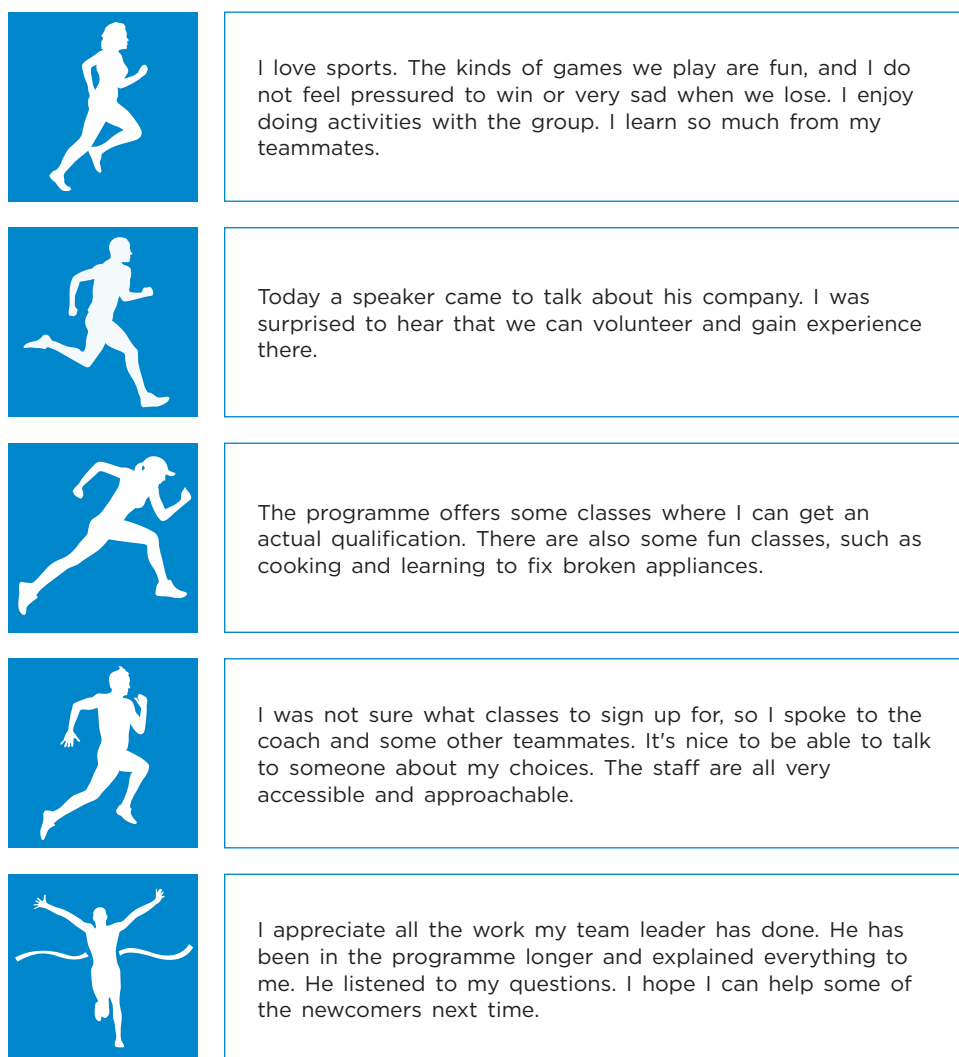 I love sports. The kinds of games we play are fun, and I do
not feel pressured to win or very sad when we lose. I enjoy
doing activities with the group. I learn so much from my
teammates.
Today a speaker came to talk about his company. I was
surprised to hear that we can volunteer and gain experience
there.
The programme offers some classes where I can get an
actual qualification. There are also some fun classes, such as
cooking and learning to fix broken appliances.
I was not sure what classes to sign up for, so I spoke to the
coach and some other teammates. It's nice to be able to talk
to someone about my choices. The staff are all very
accessible and approachable.
I appreciate all the work my team leader has done. He has
been in the programme longer and explained everything to
me. He listened to my questions. I hope I can help some of
the newcomers next time.